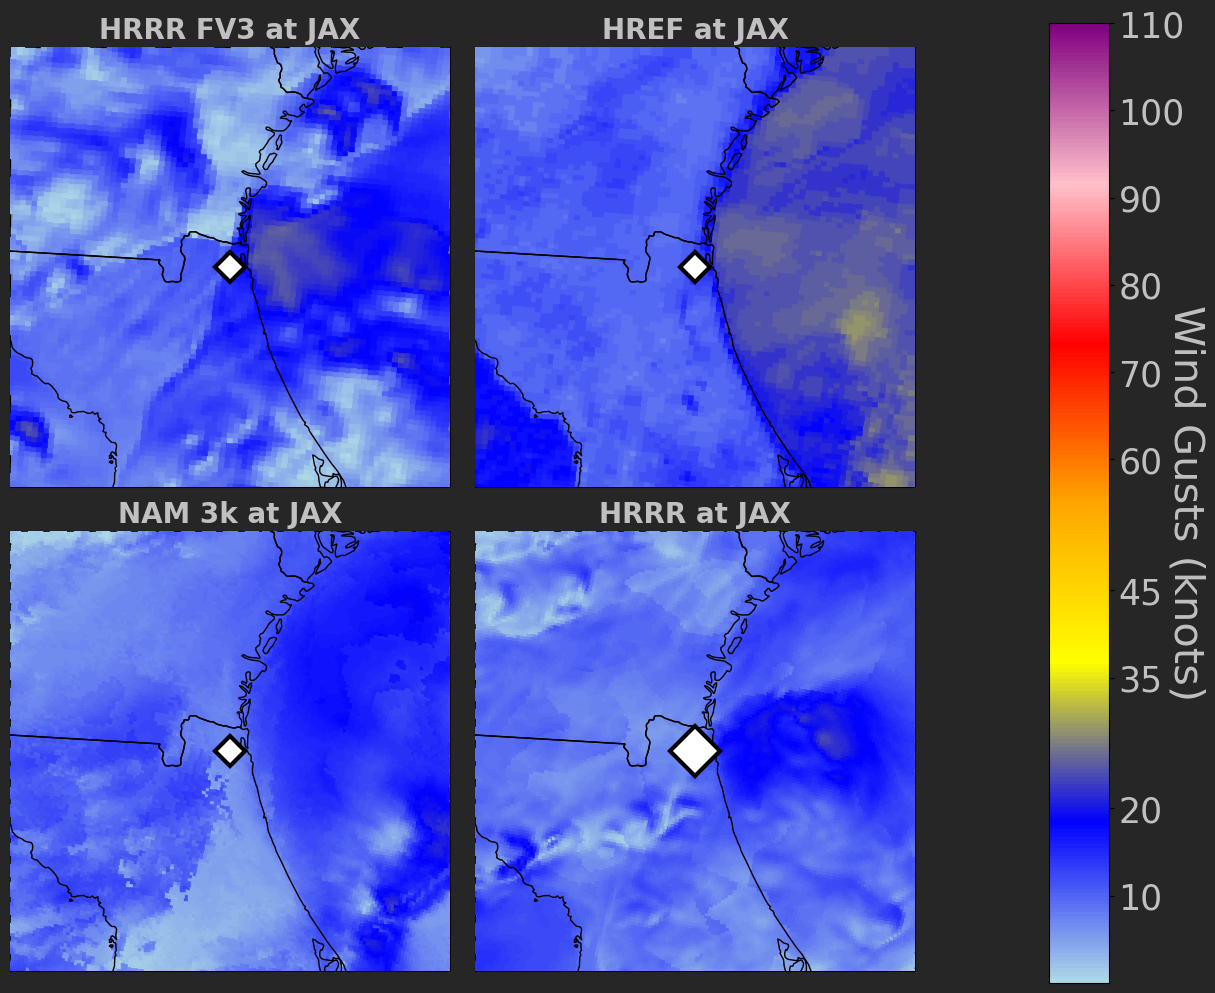 HRRR FV3 at JAX
HREF at JAX
NAM 3k at JAX
HRRR at JAX
110
100
90
80
70
60
45
35
20
10
Wind Gusts (knots)